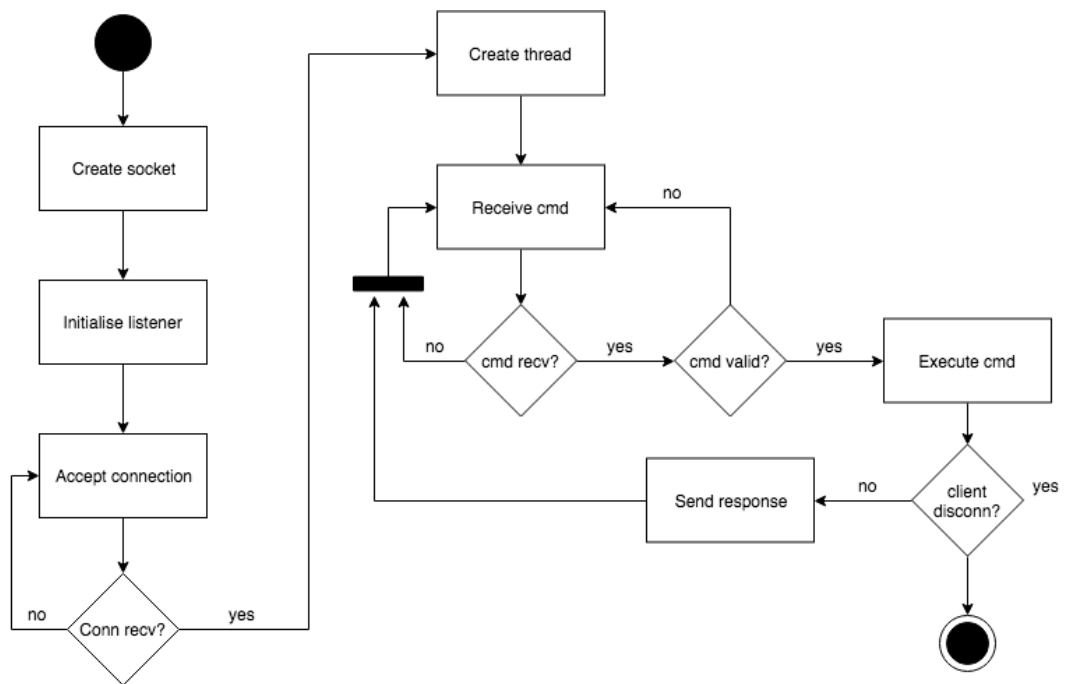 Create thread
Create socket
Receive cmd
no
Initialise listener
no
cmd recv?
yes
cmd valid?
yes
Execute cmd
Accept connection
Send response
no
client
disconn?
yes
no
Conn recv?
yes